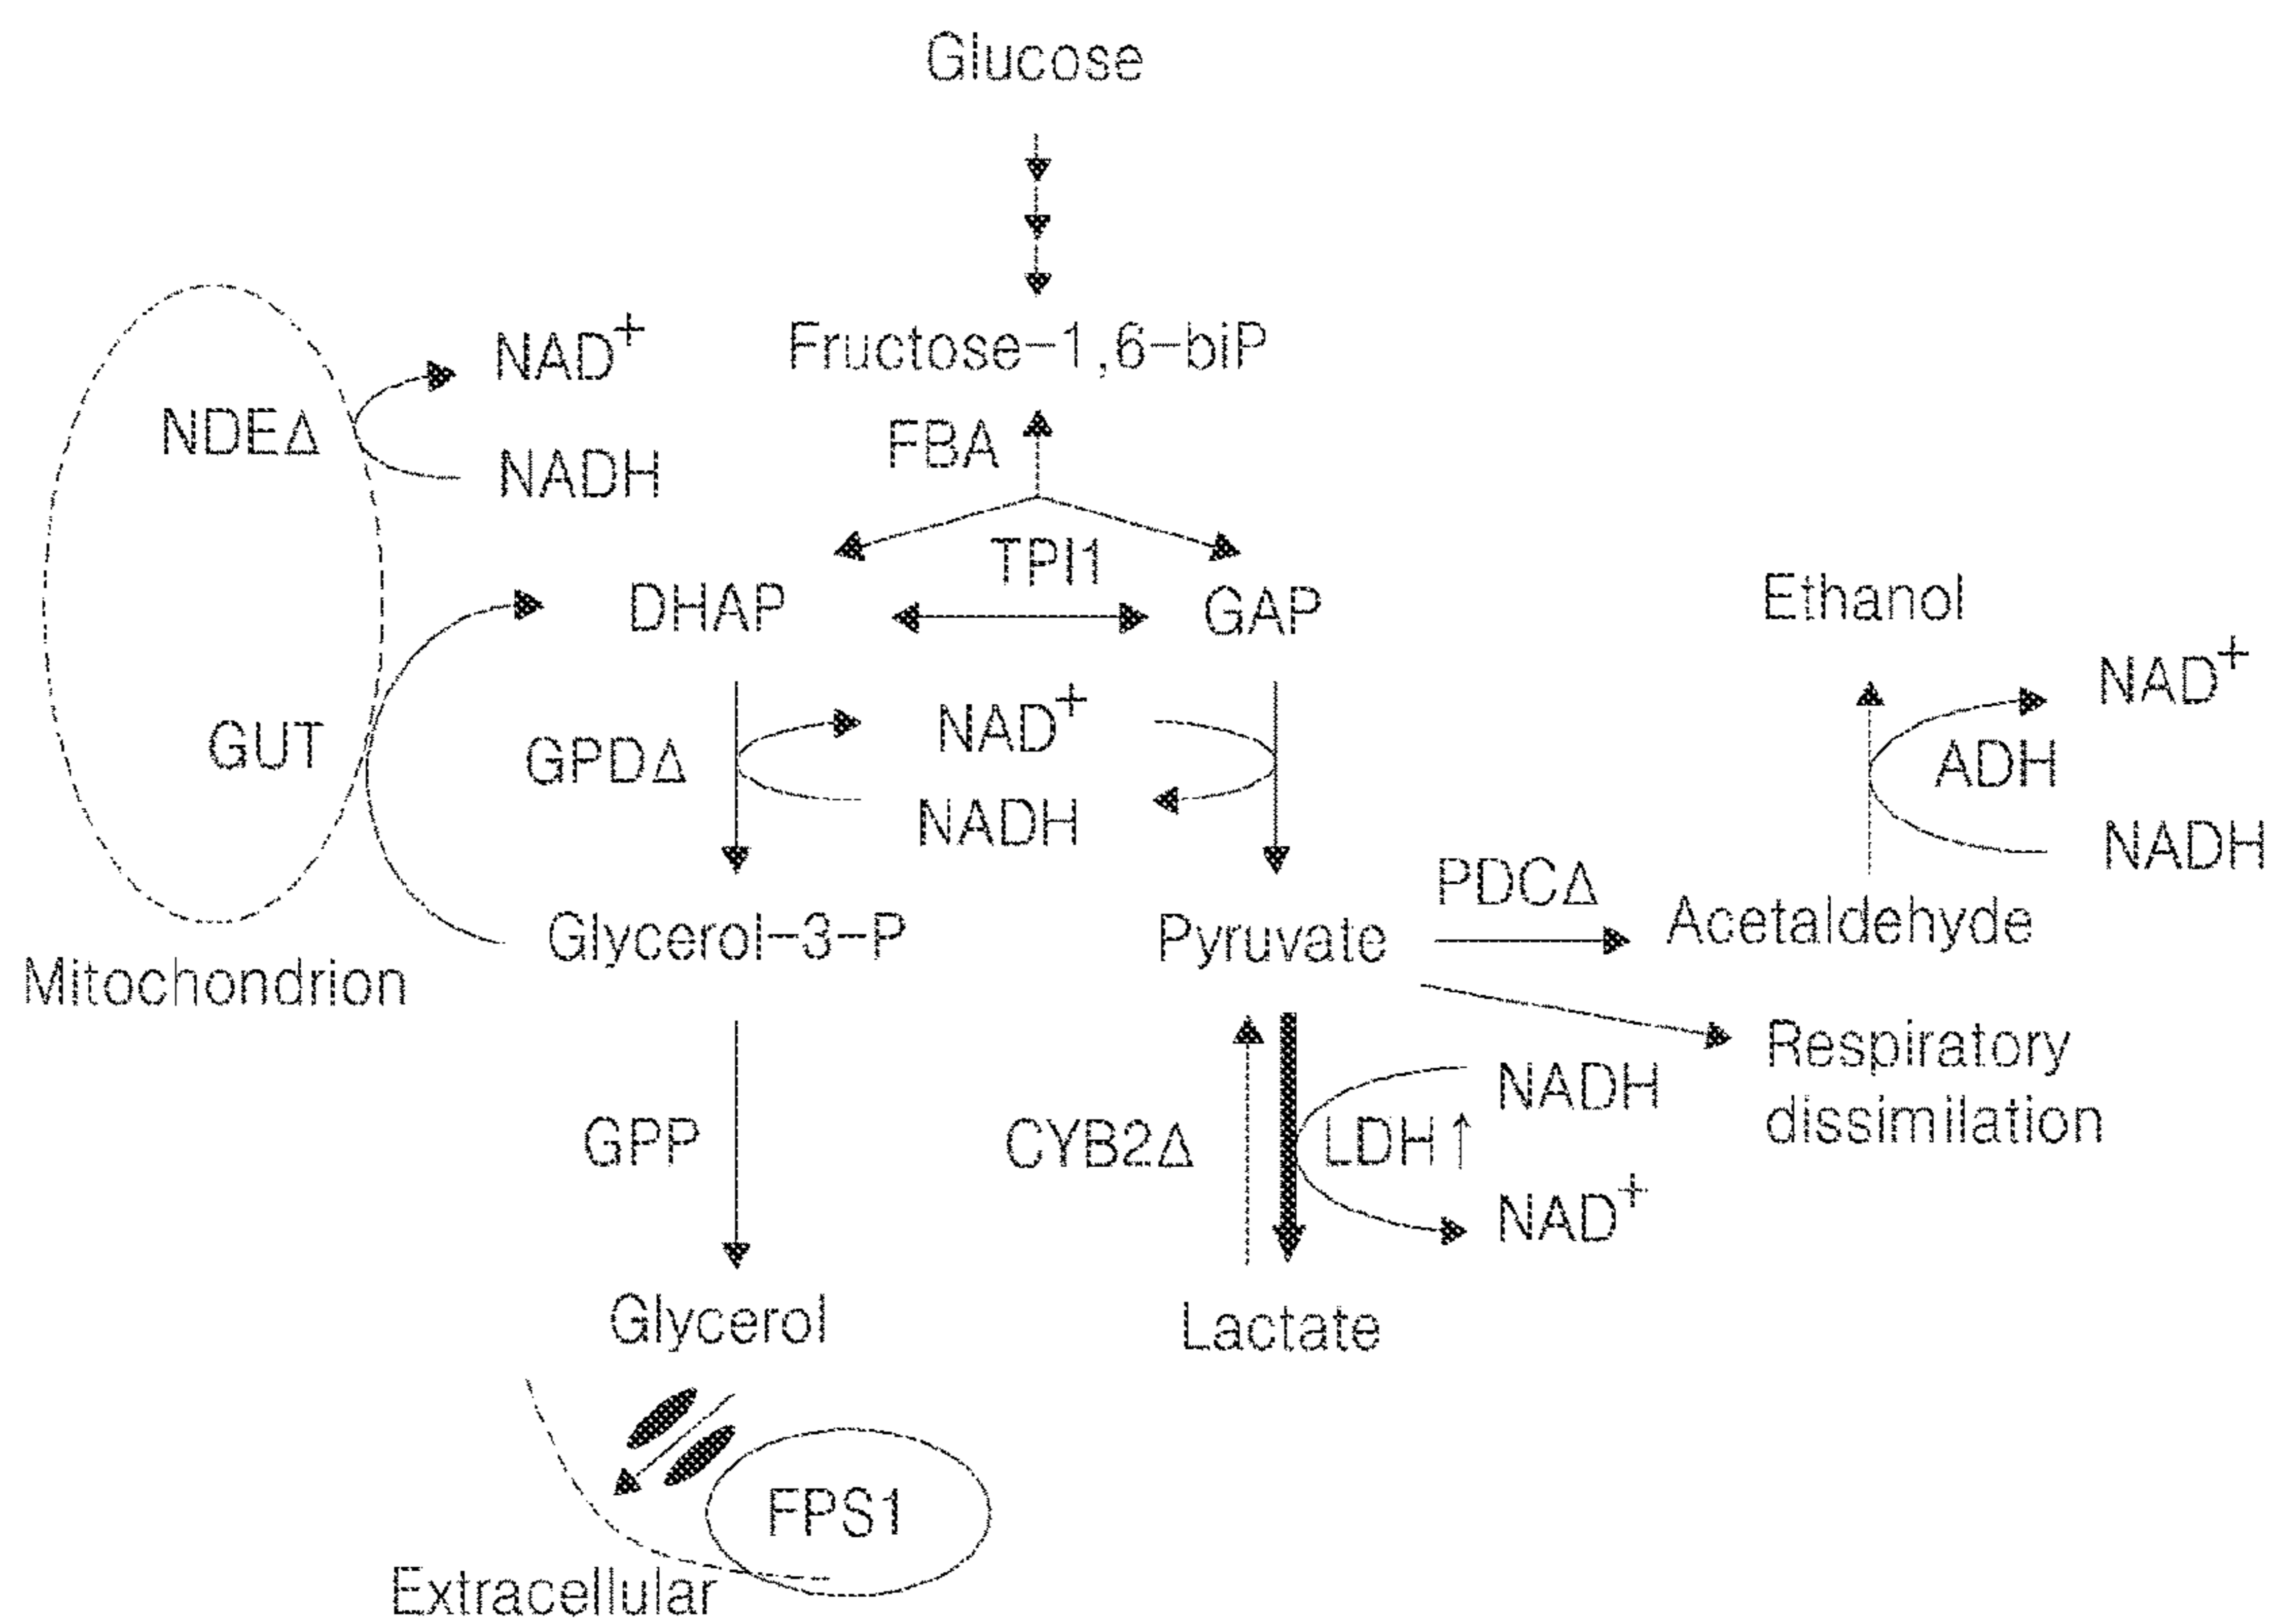 Glucose
Fructose-1,6-biP
NAD+
NDEΔ
NADH
FBA
TPI1
DHAP
GAP
Ethanol
NAD+
NAD+
GUT
GPDΔ
ADH
NADH
NADH
PDCΔ
Glycerol-3-P
Pyruvate
Acetaldehyde
Mitochondrion
Respiratory
dissimilation
NADH
GPP
CYB2Δ
LDH↑
NAD+
Glycerol
Lactate
FPS1
Extracellular